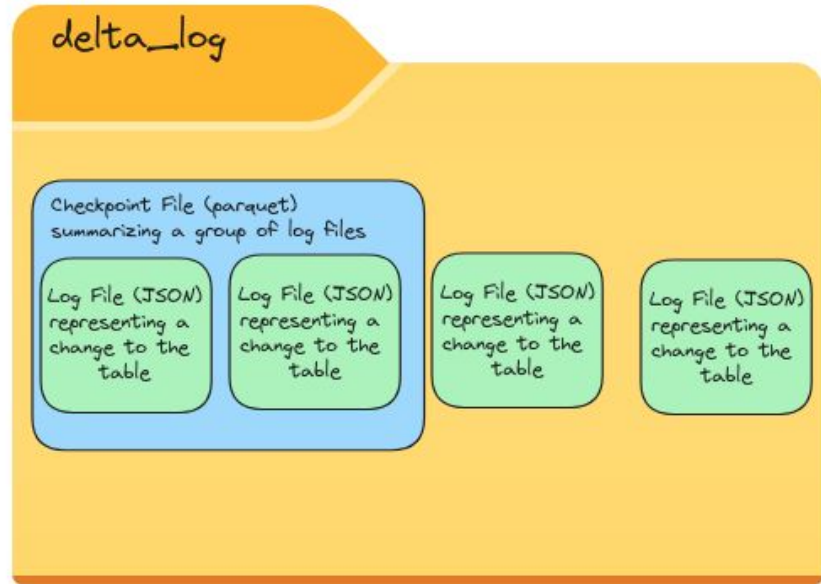 delta_log
Checkpoint File (parquet)
summarizing a group of log files
Log File (JSON)
representing a
change to the
table
Log File (JSON)
representing a
change to the
table
Log File (JSON)
representing a
change to the
table
Log File (JSON)
representing a
change to the
table